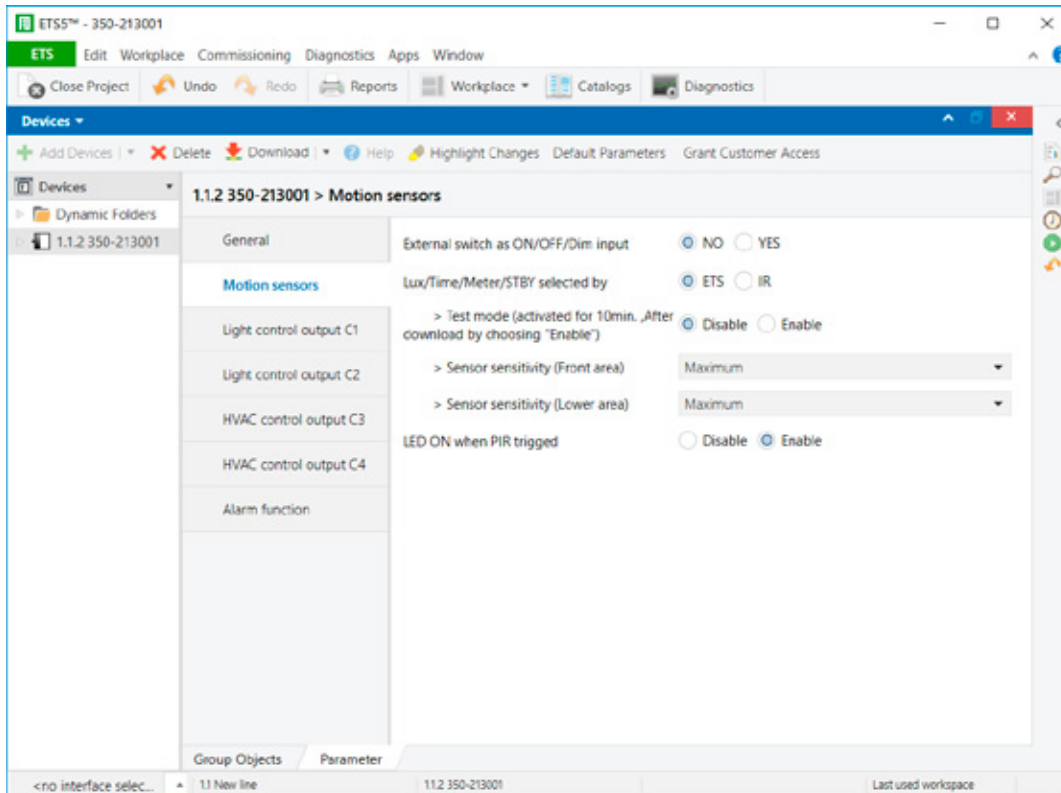 ETS5™ - 350-213001
ETS Edit Workplace Commissioning Diagnostics Apps Window
Close Project Undo Redo Reports Workplace Catalogs Diagnostics
Devices
Add Devices Delete Download Help Highlight Changes Default Parameters Grant Customer Access
Devices
Dynamic Folders
1.1.2 350-213001
1.1.2 350-213001 > Motion sensors
General
Motion sensors
Light control output C1
Light control output C2
HVAC control output C3
HVAC control output C4
Alarm function
External switch as ON/OFF/Dim input NO YES
Lux/Time/Meter/STBY selected by ETS IR
> Test mode (activated for 10min. ,After
download by choosing "Enable") Disable Enable
> Sensor sensitivity (Front area) Maximum
> Sensor sensitivity (Lower area) Maximum
LED ON when PIR trigged Disable Enable
Group Objects Parameter
<no interface selec... 1.1 New line 1.1.2 350-213001 Last used workspace